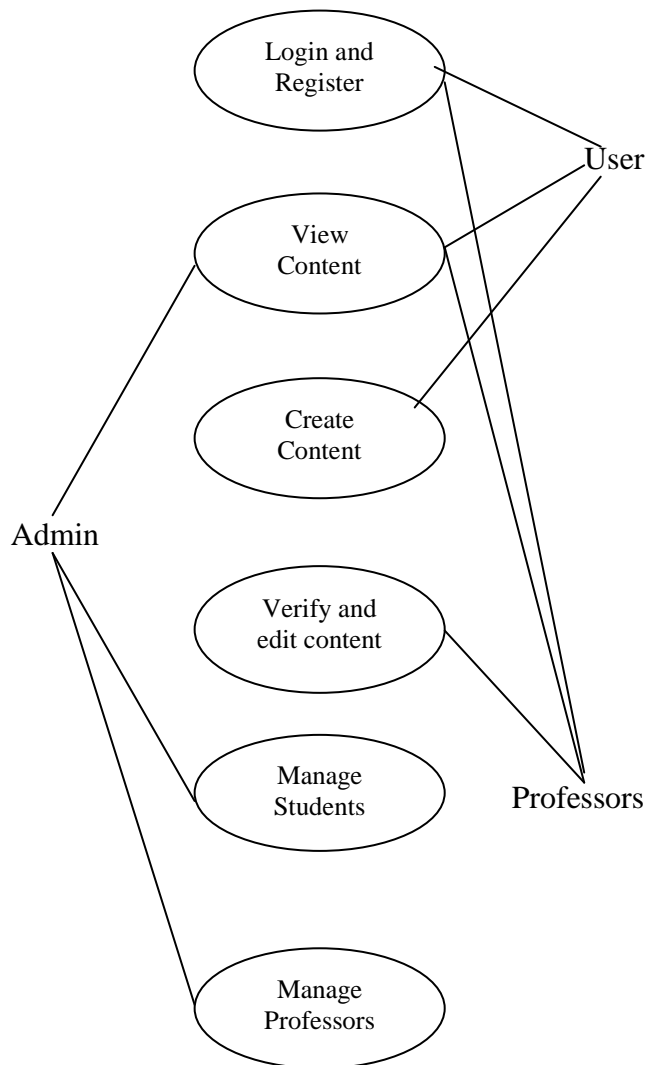 Login and
Register
User
View
Content
Create
Content
Admin
Verify and
edit content
Manage
Students
Professors
Manage
Professors